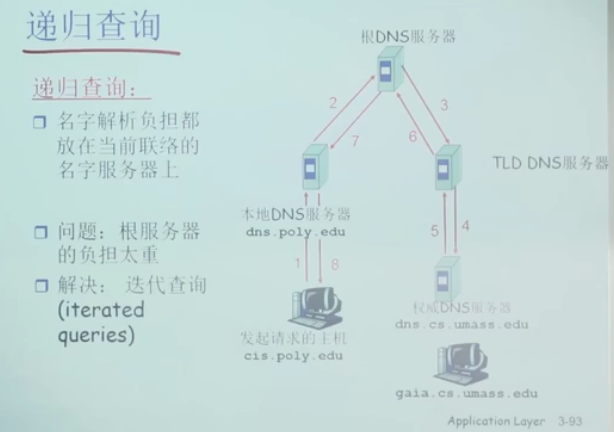 递归查询
递归查询：
名字解析负担都
放在当前联络的
名字服务器上
问题：根服务器
的负担太重
解决： 迭代查询
(iterated
queries)
根DNS服务器
2
3
7
6
TLD DNS服务器
本地DNS服务器
dns.poly.edu
5
4
1
8
权威DNS服务器
dns.cs.umass.edu
发起请求的主机
cis.poly.edu
gaia.cs.umass.edu
Application Layer 3-93